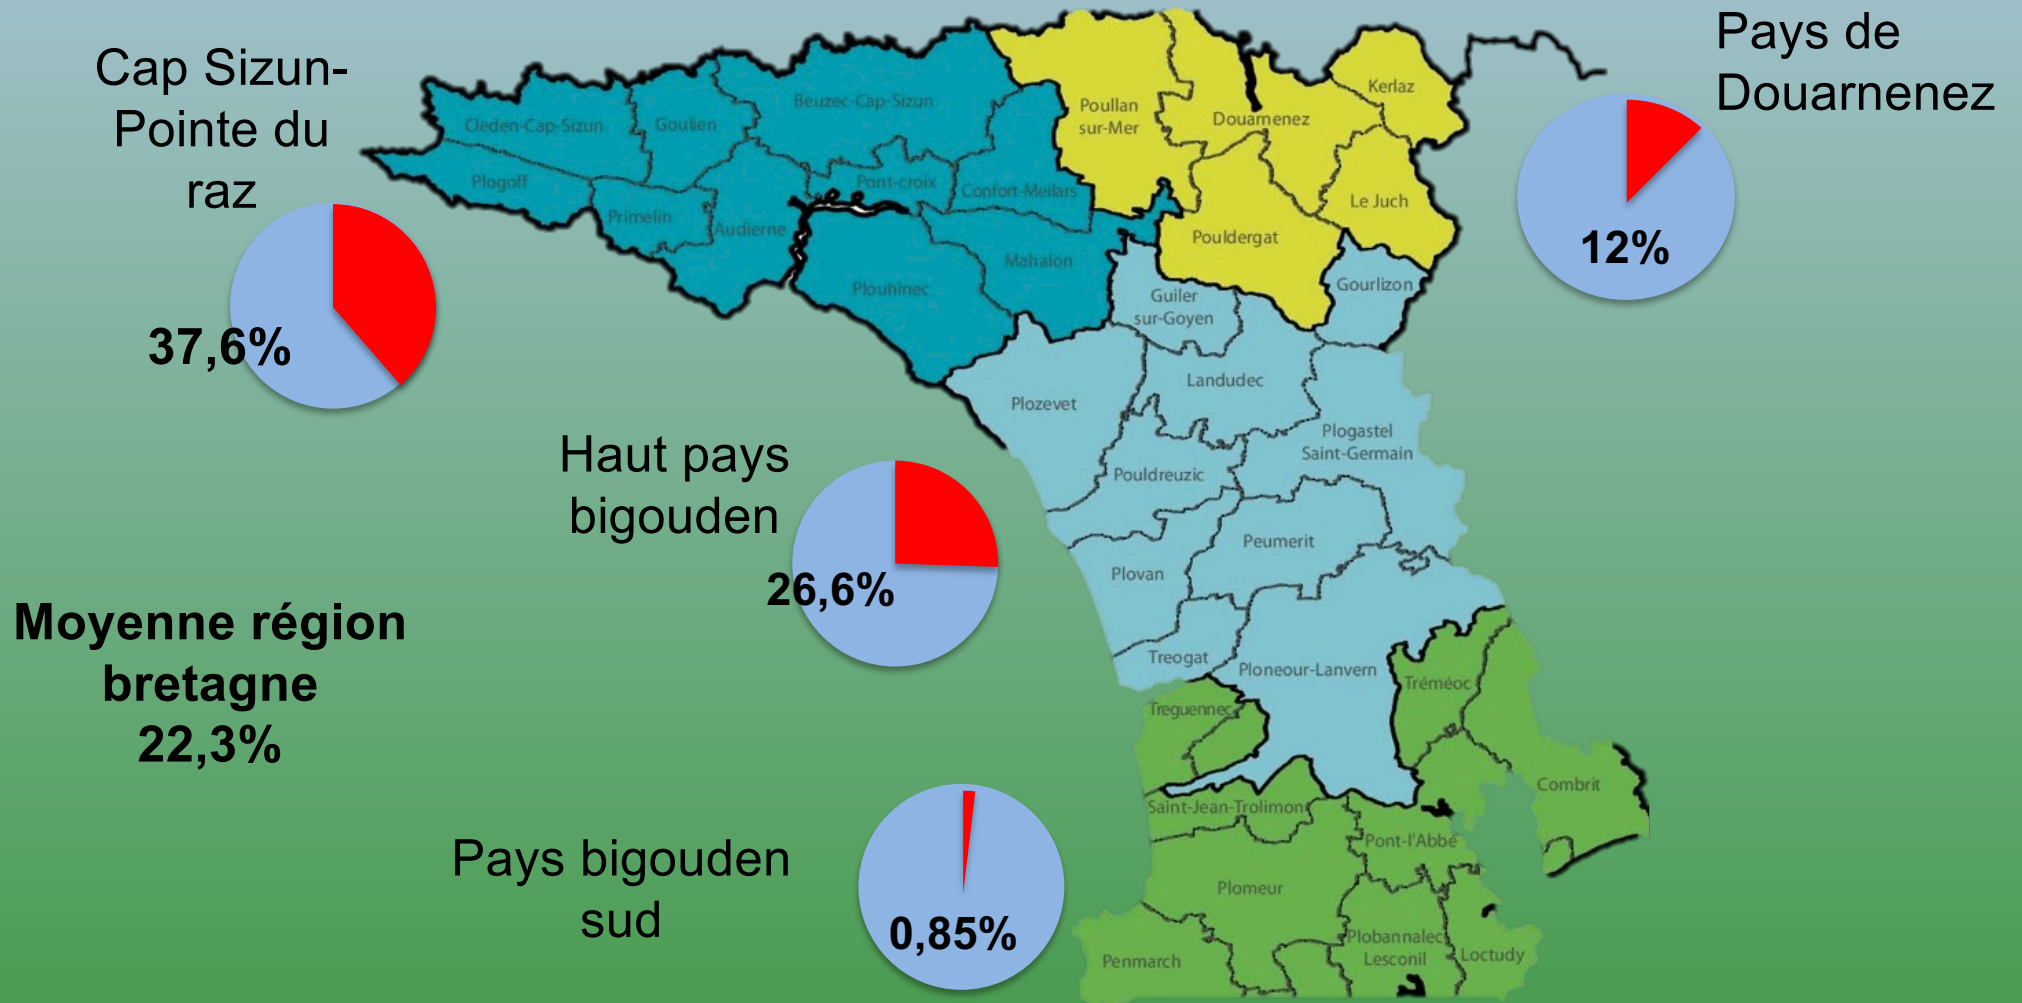 Cap Sizun-
Pointe du
raz
37,6%
Haut pays
bigouden
26,6%
Moyenne région
bretagne
22,3%
Pays bigouden
sud
0,85%
Pays de
Douarnenez
12%
Cleden-Cap-Sizun
Goulien
Beuzec-Cap-Sizun
Plogoff
Primelin
Audierne
Pont-croix
Confort-Meilars
Plouhinec
Mahalon
Poullan
sur-Mer
Douarnenez
Kerlaz
Le Juch
Pouldergat
Gourlizon
Guiler
sur-Goyen
Landudec
Plozevet
Plogastel
Saint-Germain
Pouldreuzic
Peumerit
Plovan
Treogat
Ploneour-Lanvern
Tréméoc
Treguennec
Combrit
Saint-Jean-Trolimon
Pont-l'Abbé
Plomeur
Plobannalec
Lesconil
Loctudy
Penmarch